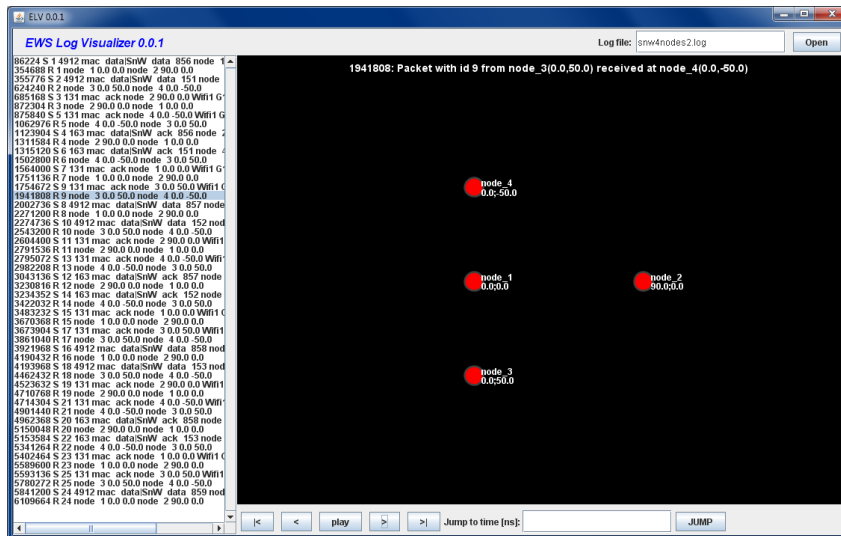 ELV 0.0.1
EWS Log Visualizer 0.0.1
Log file: snw4nodes2.log Open
86224 S 1 4912 mac data|SnW data 856 node 1
354688 R 1 node 1 0.0 0.0 node 2 90.0 0.0
355776 S 2 4912 mac data|SnW data 151 node
624240 R 2 node 3 0.0 50.0 node 4 0.0 -50.0
685168 S 3 131 mac ack node 2 90.0 0.0 Wifi1 G
872304 R 3 node 2 90.0 0.0 node 1 0.0 0.0
875840 S 5 131 mac ack node 4 0.0 -50.0 Wifi1 G
1062976 R 5 node 4 0.0 -50.0 node 3 0.0 50.0
1123904 S 4 163 mac data|SnW ack 856 node 2
1311584 R 4 node 2 90.0 0.0 node 1 0.0 0.0
1315120 S 6 163 mac data|SnW ack 151 node 4
1502800 R 6 node 4 0.0 -50.0 node 3 0.0 50.0
1564000 S 7 131 mac ack node 1 0.0 0.0 Wifi1 G
1751136 R 7 node 1 0.0 0.0 node 2 90.0 0.0
1754672 S 9 131 mac ack node 3 0.0 50.0 Wifi1 G
1941808 R 9 node 3 0.0 50.0 node 4 0.0 -50.0
2002736 S 8 4912 mac data|SnW data 857 node
2271200 R 8 node 1 0.0 0.0 node 2 90.0 0.0
2274736 S 10 4912 mac data|SnW data 152 nod
2543200 R 10 node 3 0.0 50.0 node 4 0.0 -50.0
2604400 S 11 131 mac ack node 2 90.0 0.0 Wifi1
2791536 R 11 node 2 90.0 0.0 node 1 0.0 0.0
2795072 S 13 131 mac ack node 4 0.0 -50.0 Wifi
2982208 R 13 node 4 0.0 -50.0 node 3 0.0 50.0
3043136 S 12 163 mac data|SnW ack 857 node
3230816 R 12 node 2 90.0 0.0 node 1 0.0 0.0
3234352 S 14 163 mac data|SnW ack 152 node
3422032 R 14 node 4 0.0 -50.0 node 3 0.0 50.0
3483232 S 15 131 mac ack node 1 0.0 0.0 Wifi1 G
3670368 R 15 node 1 0.0 0.0 node 2 90.0 0.0
3673904 S 17 131 mac ack node 3 0.0 50.0 Wifi1
3861040 R 17 node 3 0.0 50.0 node 4 0.0 -50.0
3921968 S 16 4912 mac data|SnW data 858 nod
4190432 R 16 node 1 0.0 0.0 node 2 90.0 0.0
4193968 S 18 4912 mac data|SnW data 153 nod
4462432 R 18 node 3 0.0 50.0 node 4 0.0 -50.0
4523632 S 19 131 mac ack node 2 90.0 0.0 Wifi1
4710768 R 19 node 2 90.0 0.0 node 1 0.0 0.0
4714304 S 21 131 mac ack node 4 0.0 -50.0 Wifi
4901440 R 21 node 4 0.0 -50.0 node 3 0.0 50.0
4962368 S 20 163 mac data|SnW ack 858 node
5150048 R 20 node 2 90.0 0.0 node 1 0.0 0.0
5153584 S 22 163 mac data|SnW ack 153 node
5341264 R 22 node 4 0.0 -50.0 node 3 0.0 50.0
5402464 S 23 131 mac ack node 1 0.0 0.0 Wifi1 G
5589600 R 23 node 1 0.0 0.0 node 2 90.0 0.0
5593136 S 25 131 mac ack node 3 0.0 50.0 Wifi1
5780272 R 25 node 3 0.0 50.0 node 4 0.0 -50.0
5841200 S 24 4912 mac data|SnW data 859 nod
6109664 R 24 node 1 0.0 0.0 node 2 90.0 0.0
1941808: Packet with id 9 from node_3(0.0,50.0) received at node_4(0.0,-50.0)
node_4
0.0;-50.0
node_1
0.0;0.0
node_2
90.0;0.0
node_3
0.0;50.0
|< < play > >| Jump to time [ns]: JUMP